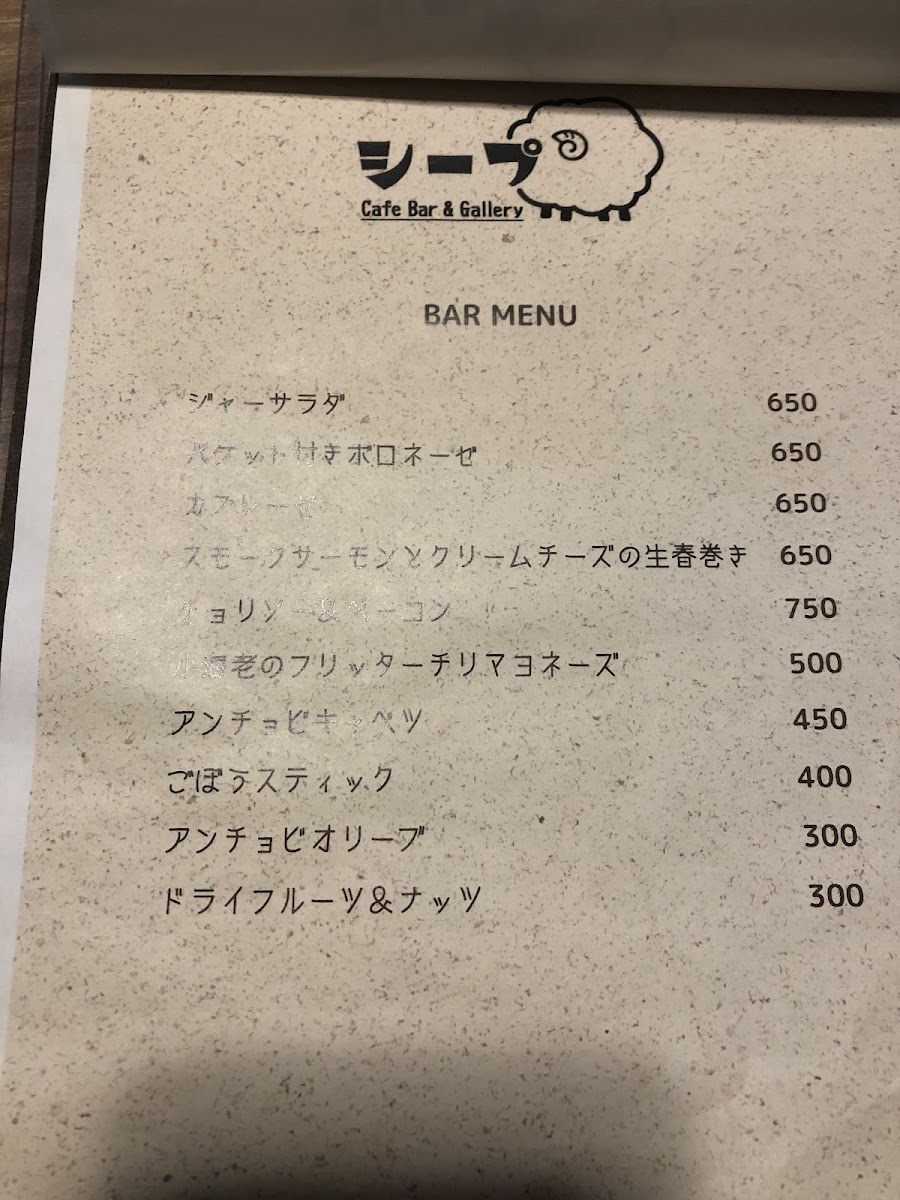 シープ
Cafe Bar & Gallery
BAR MENU
ジャーサラダ 650
バケット付きボロネーゼ 650
カプレーゼ 650
スモークサーモンとクリームチーズの生春巻き 650
チョリソー&ベーコン 750
小海老のフリッターチリマヨネーズ 500
アンチョビキャベツ 450
ごぼうスティック 400
アンチョビオリーブ 300
ドライフルーツ&ナッツ 300